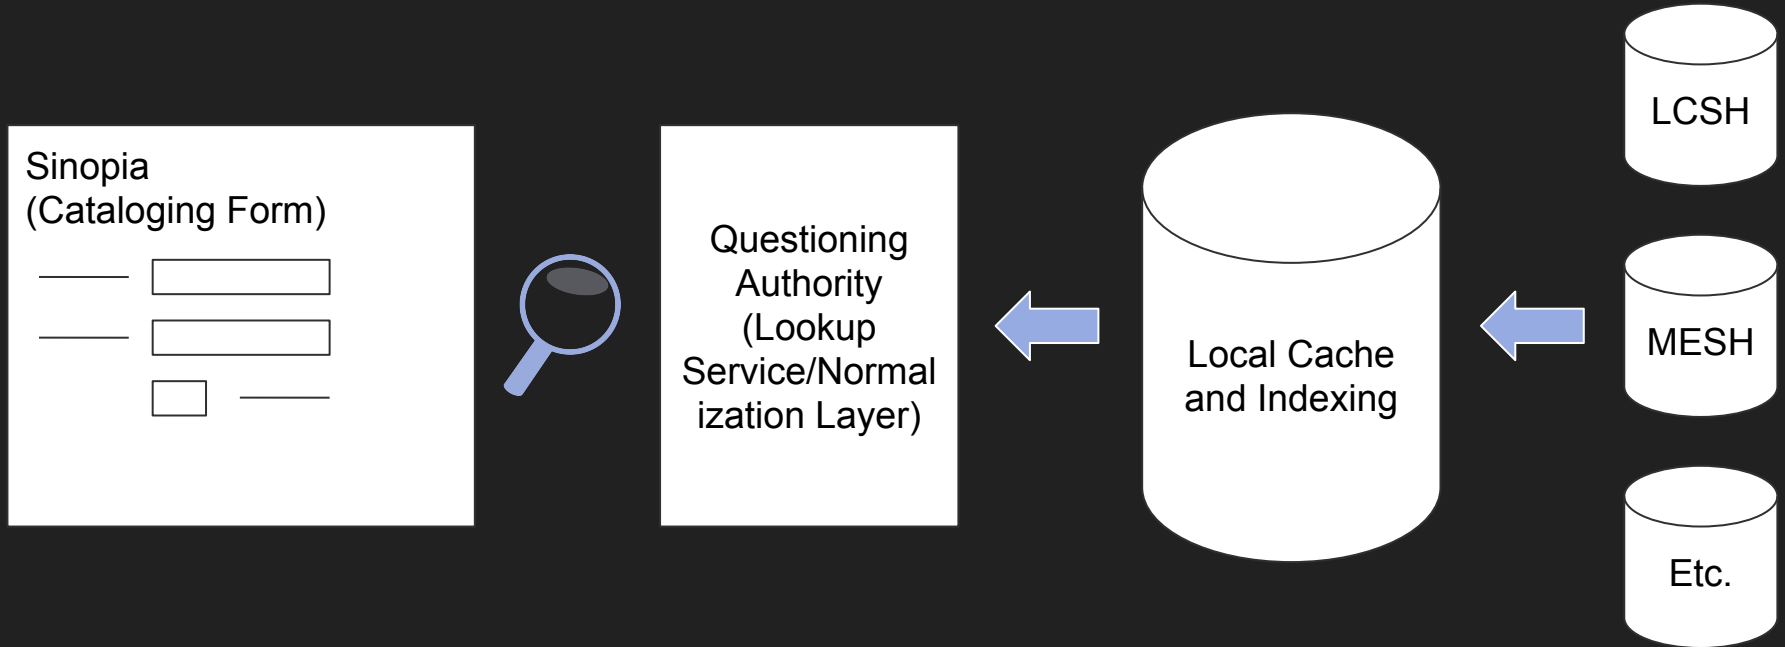 Sinopia
(Cataloging Form)
Questioning
Authority
(Lookup
Service/Normal
ization Layer)
Local Cache
and Indexing
LCSH
MESH
Etc.